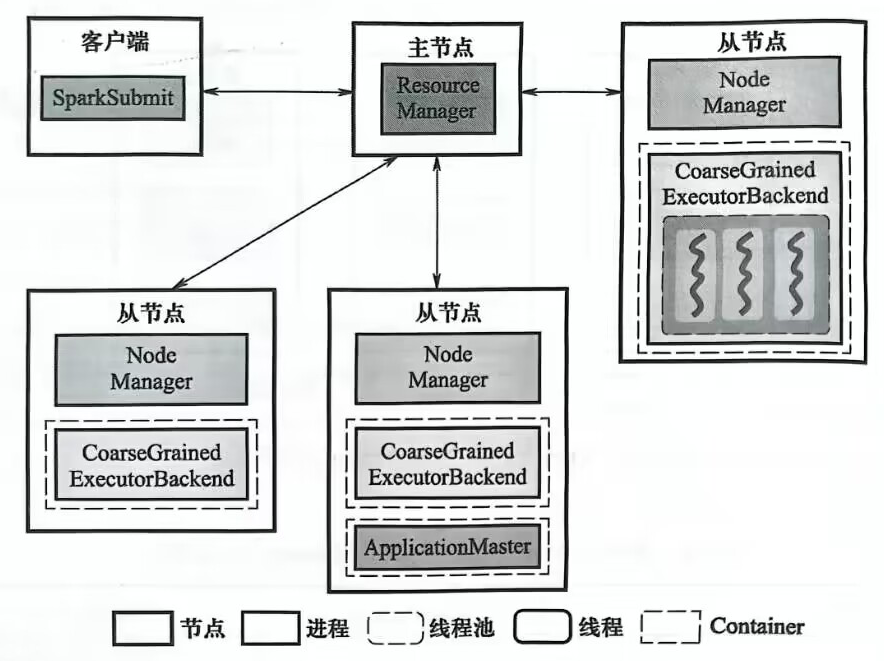 客户端
SparkSubmit
主节点
Resource
Manager
从节点
Node
Manager
CoarseGrained
ExecutorBackend
从节点
Node
Manager
CoarseGrained
ExecutorBackend
从节点
Node
Manager
CoarseGrained
ExecutorBackend
ApplicationMaster
节点
进程
线程池
线程
Container